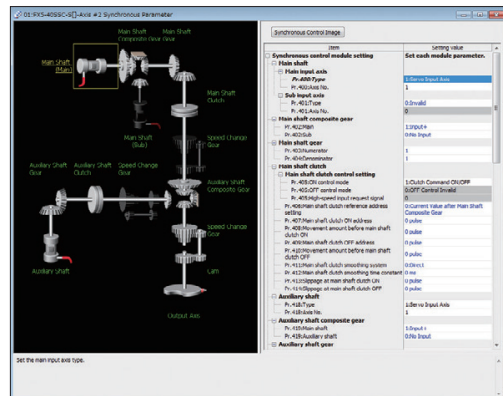 01:FX5-40SSC-S[]-Axis #2 Synchronous Parameter
Main Shaft
Composite Gear
Main Shaft
Gear
Main Shaft
(Main)
Main Shaft
Clutch
Main Shaft
(Sub)
Speed Change
Gear
Auxiliary Shaft
Gear
Auxiliary Shaft
Clutch
Speed Change
Gear
Auxiliary Shaft
Composite Gear
Speed Change
Gear
Auxiliary Shaft
Cam
Output Axis
Synchronous Control Image
Item Setting value
Synchronous control module setting Set each module parameter.
Main shaft
Main input axis
Pr.400:Type 1:Servo Input Axis
Pr.400:Axis No. 1
Sub input axis
Pr.401:Type 0:Invalid
Pr.401:Axis No. 0
Main shaft composite gear
Pr.402:Main 1:Input+
Pr.402:Sub 0:No Input
Main shaft gear
Pr.403:Numerator 1
Pr.404:Denominator 1
Main shaft clutch setting
Main shaft clutch control setting
Pr.405:ON control mode 1:Clutch Command ON/OFF
Pr.405:OFF control mode 0:OFF Control Invalid
Pr.405:High-speed input request signal 0
Pr.406:Main shaft clutch reference address
setting
0:Current Value after Main Shaft
Composite Gear
Pr.407:Main shaft clutch ON address 0 pulse
Pr.408:Movement amount before main shaft
clutch ON
0 pulse
Pr.409:Main shaft clutch OFF address 0 pulse
Pr.410:Movement amount before main shaft
clutch OFF
0 pulse
Pr.411:Main shaft clutch smoothing system 0:Direct
Pr.412:Main shaft clutch smoothing time constant 0 ms
Pr.413:Slippage at main shaft clutch ON 0 pulse
Pr.414:Slippage at main shaft clutch OFF 0 pulse
Auxiliary shaft
Pr.418:Type 1:Servo Input Axis
Pr.418:Axis No. 1
Auxiliary shaft composite gear
Pr.419:Main shaft 1:Input+
Pr.419:Auxiliary shaft 0:No Input
Auxiliary shaft gear
Set the main input axis type.